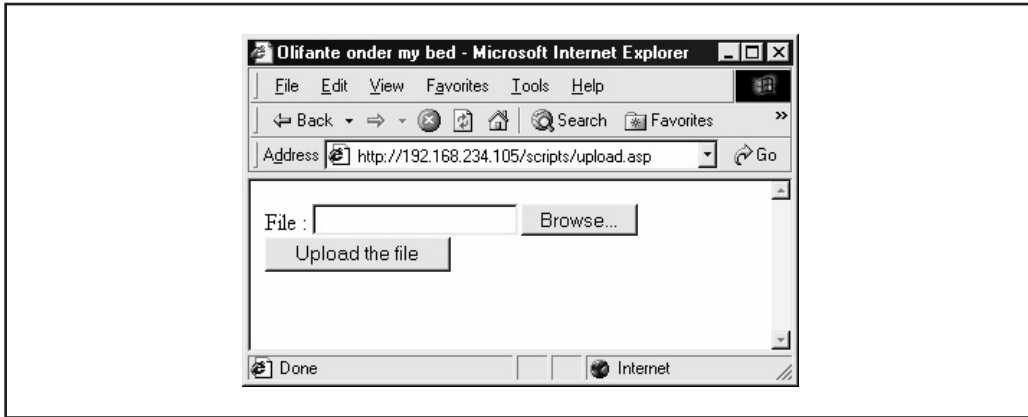 Olifante onder my bed - Microsoft Internet Explorer
File Edit View Favorites Tools Help
Back Search Favorites »
Address http://192.168.234.105/scripts/upload.asp Go
File : Browse...
Upload the file
Done Internet